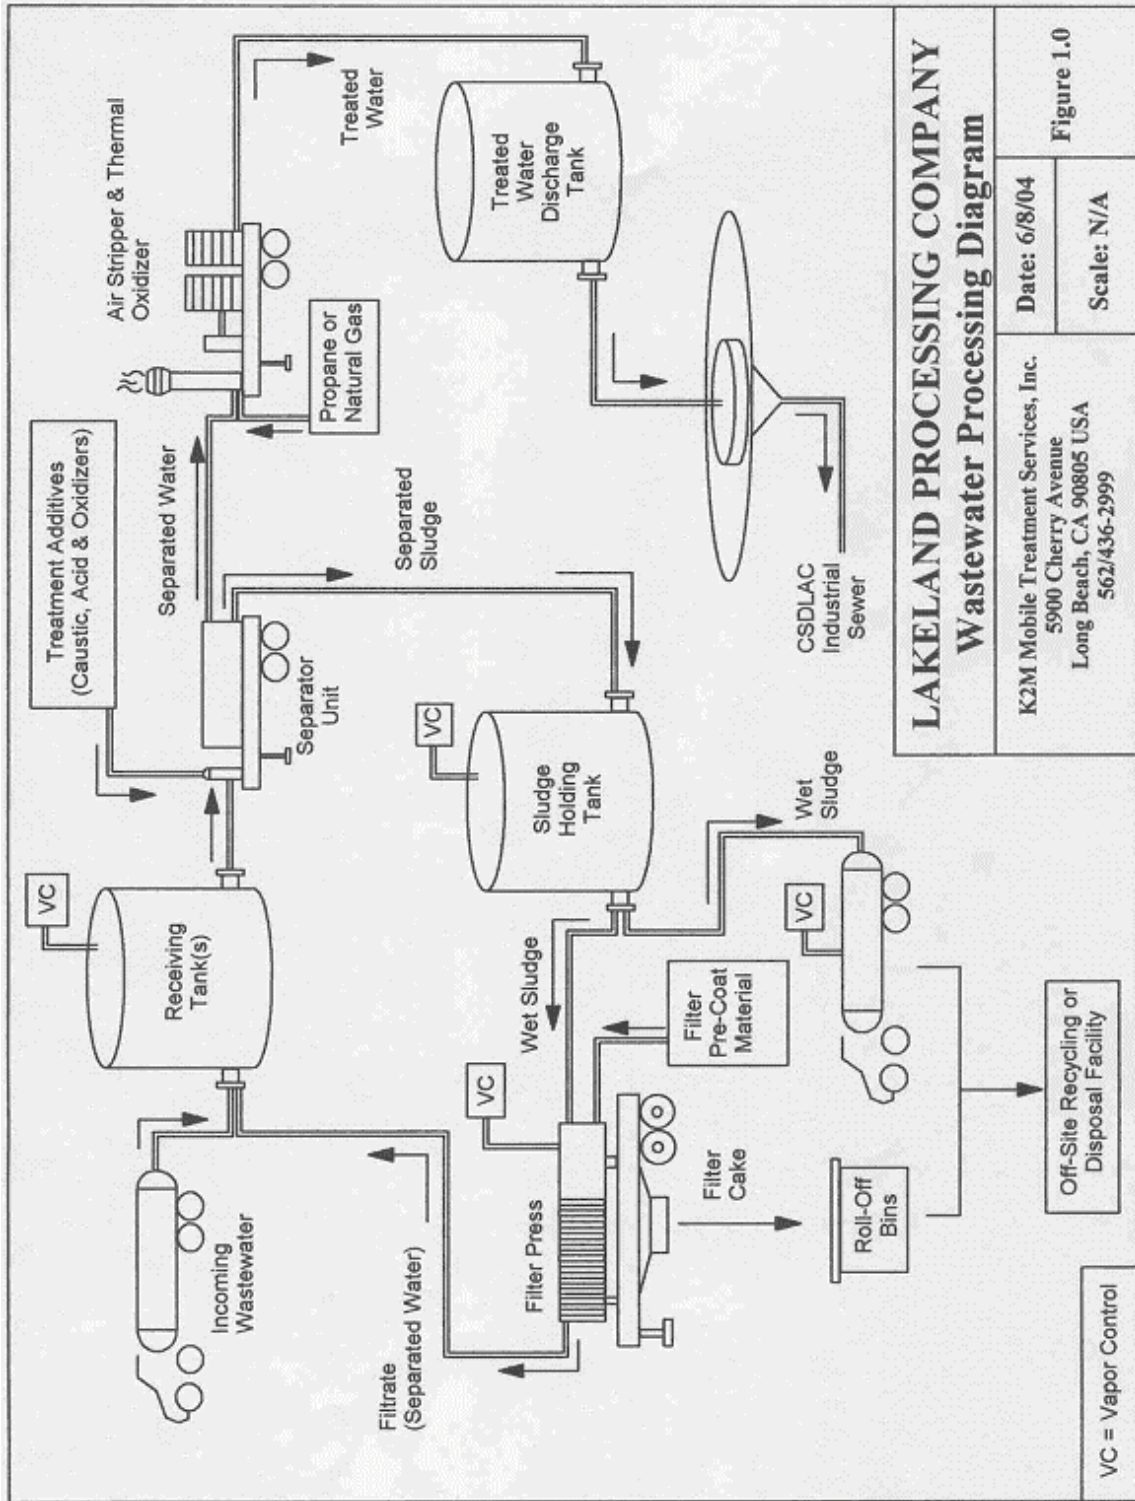 Incoming
Wastewater
VC
Receiving
Tank(s)
Treatment Additives
(Caustic, Acid & Oxidizers)
Separator
Unit
Separated Water
Air Stripper & Thermal
Oxidizer
Propane or
Natural Gas
Treated
Water
Filtrate
(Separated Water)
Filter Press
VC
Wet Sludge
Filter
Pre-Coat
Material
Filter
Cake
Roll-Off
Bins
VC
Sludge
Holding
Tank
Separated
Sludge
Wet
Sludge
VC
Treated
Water
Discharge
Tank
CSDLAC
Industrial
Sewer
Off-Site Recycling or
Disposal Facility
VC = Vapor Control
LAKELAND PROCESSING COMPANY
Wastewater Processing Diagram
K2M Mobile Treatment Services, Inc.
5900 Cherry Avenue
Long Beach, CA 90805 USA
562/436-2999
Date: 6/8/04
Scale: N/A
Figure 1.0